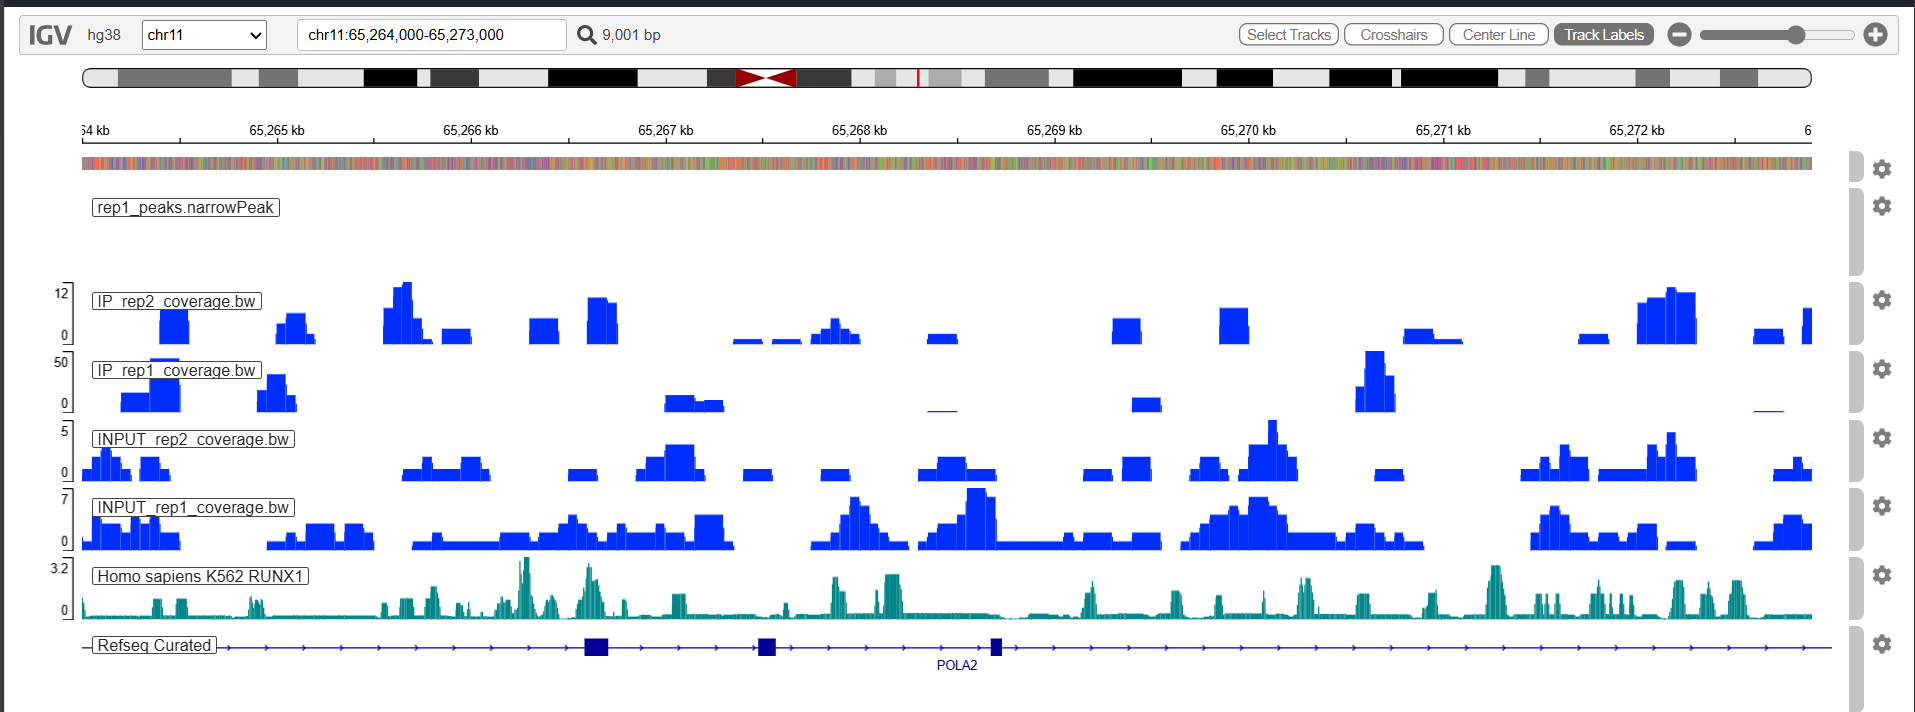 IGV hg38 chr11 chr11:65,264,000-65,273,000 9,001 bp Select Tracks Crosshairs Center Line Track Labels
64 kb 65,265 kb 65,266 kb 65,267 kb 65,268 kb 65,269 kb 65,270 kb 65,271 kb 65,272 kb 6
rep1_peaks.narrowPeak
12
IP_rep2_coverage.bw
0
50
IP_rep1_coverage.bw
0
5
INPUT_rep2_coverage.bw
0
7
INPUT_rep1_coverage.bw
0
3.2
Homo sapiens K562 RUNX1
0
Refseq Curated
POLA2